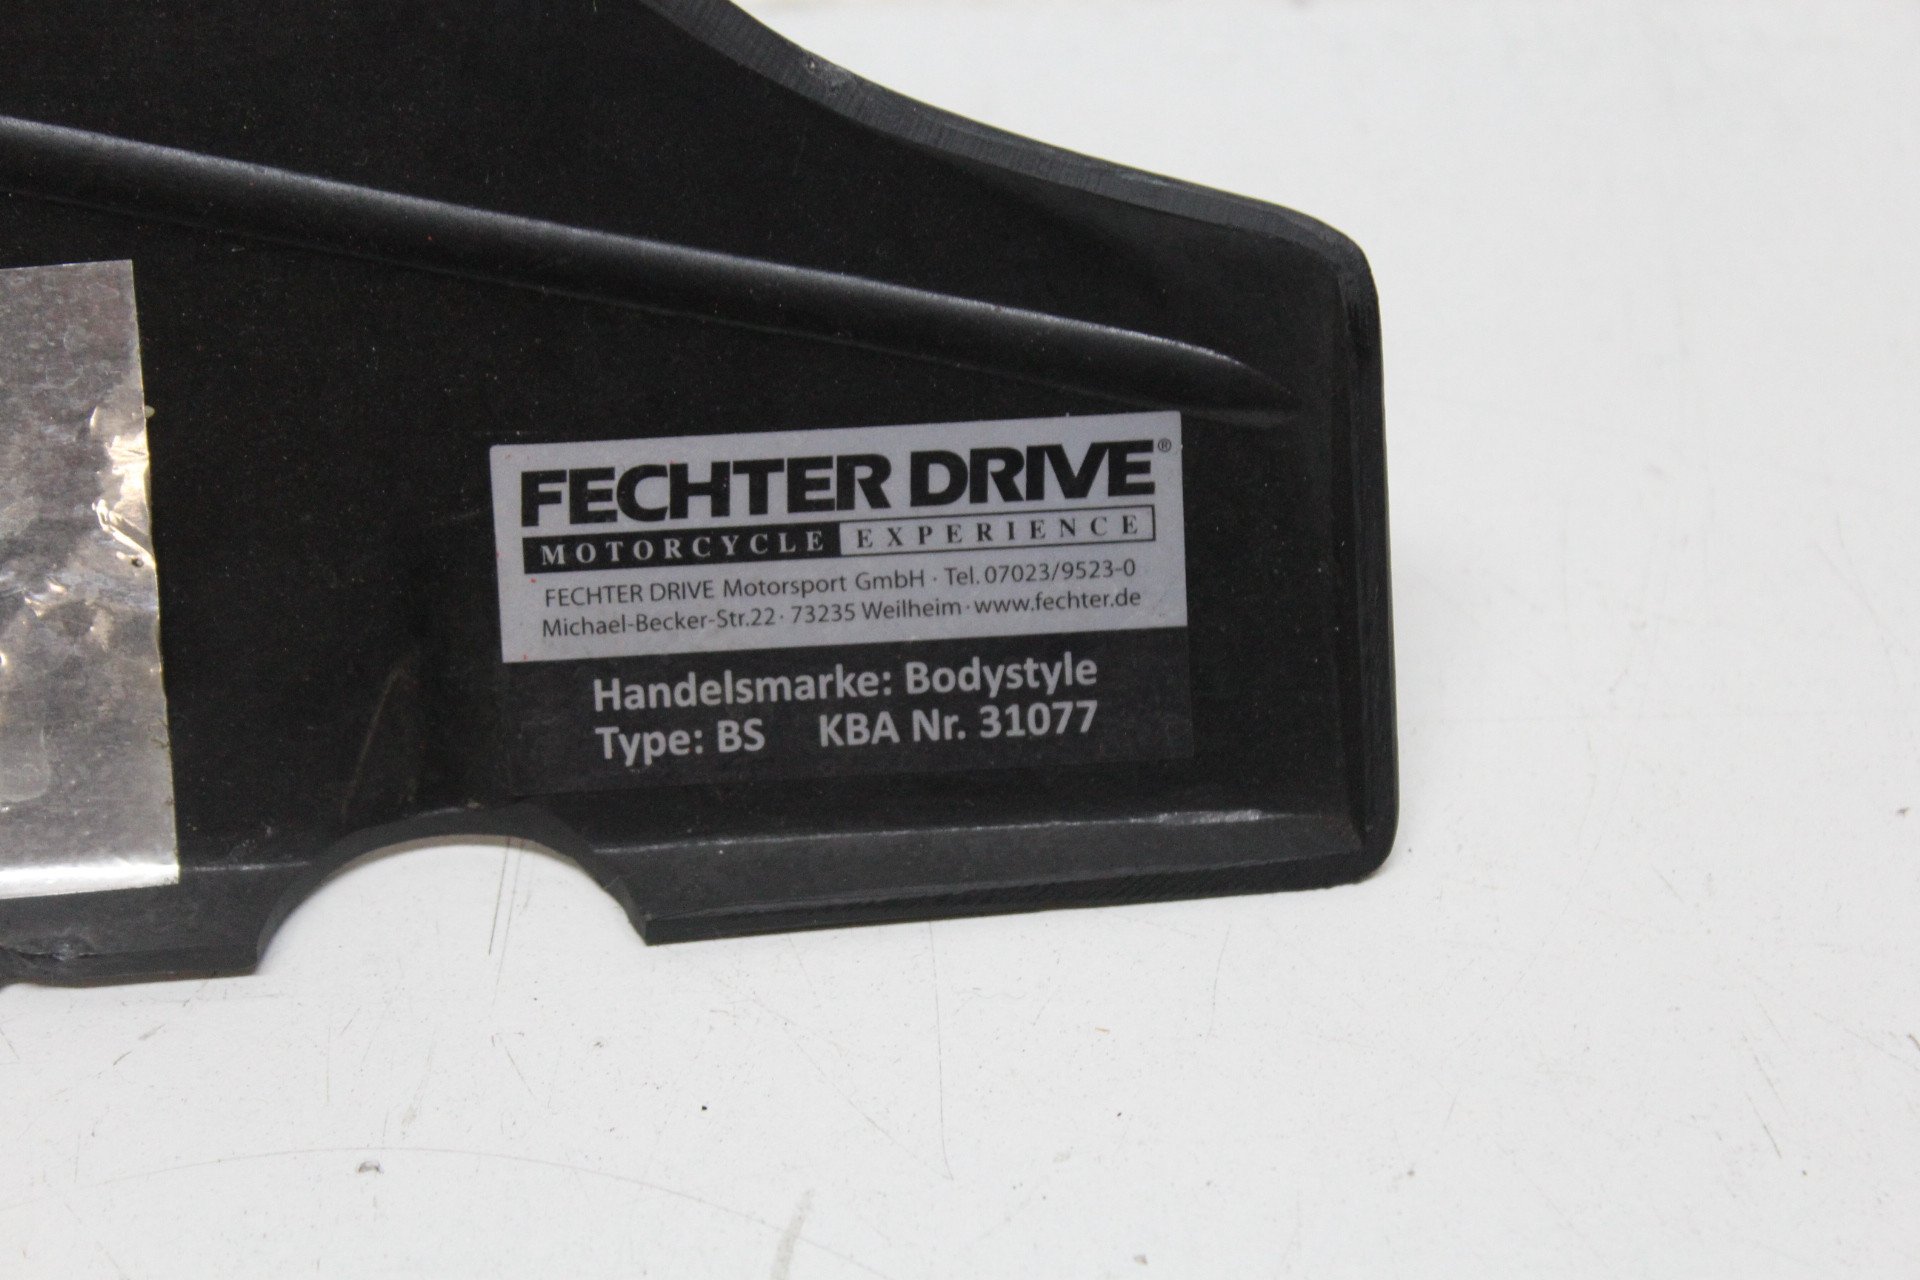 FECHTER DRIVE®
MOTORCYCLE EXPERIENCE
FECHTER DRIVE Motorsport GmbH · Tel. 07023/9523-0
Michael-Becker-Str.22 · 73235 Weilheim · www.fechter.de
Handelsmarke: Bodystyle
Type: BS KBA Nr. 31077